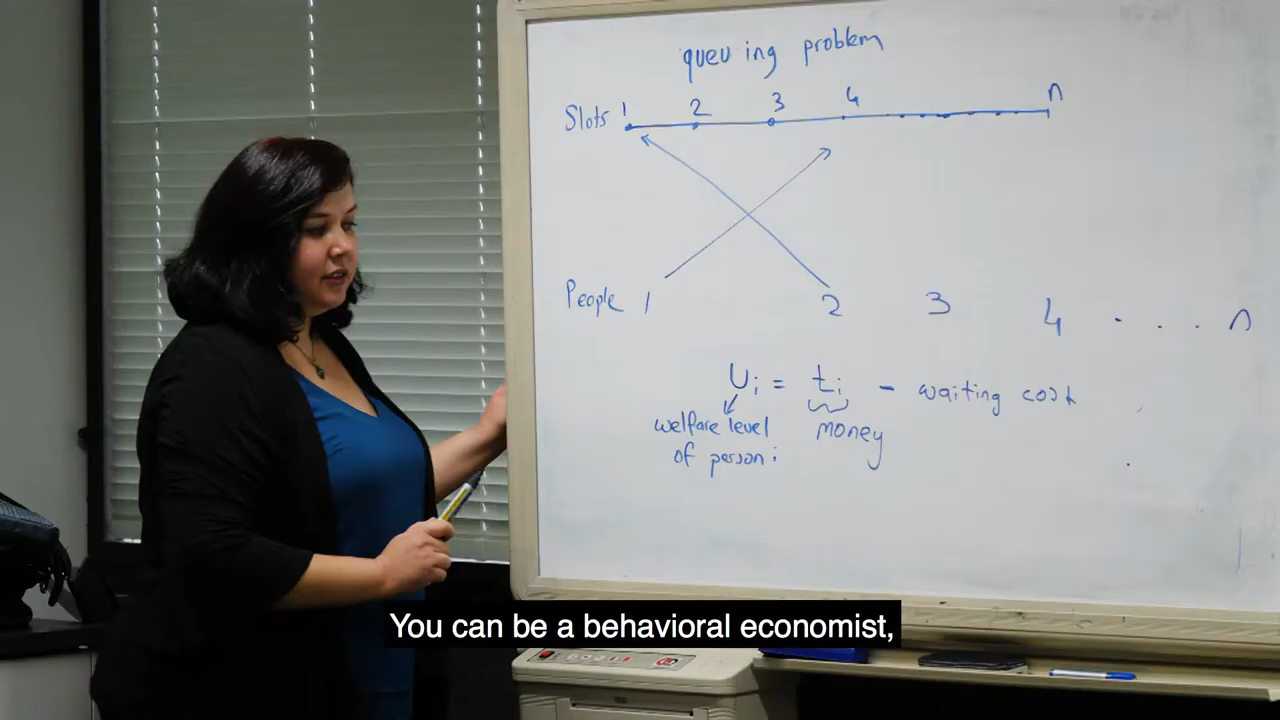 queuing problem
Slots 1 2 3 4 n
People 1 2 3 4 . . . . n
Ui = ti - waiting cost
welfare level money
of person i
You can be a behavioral economist,